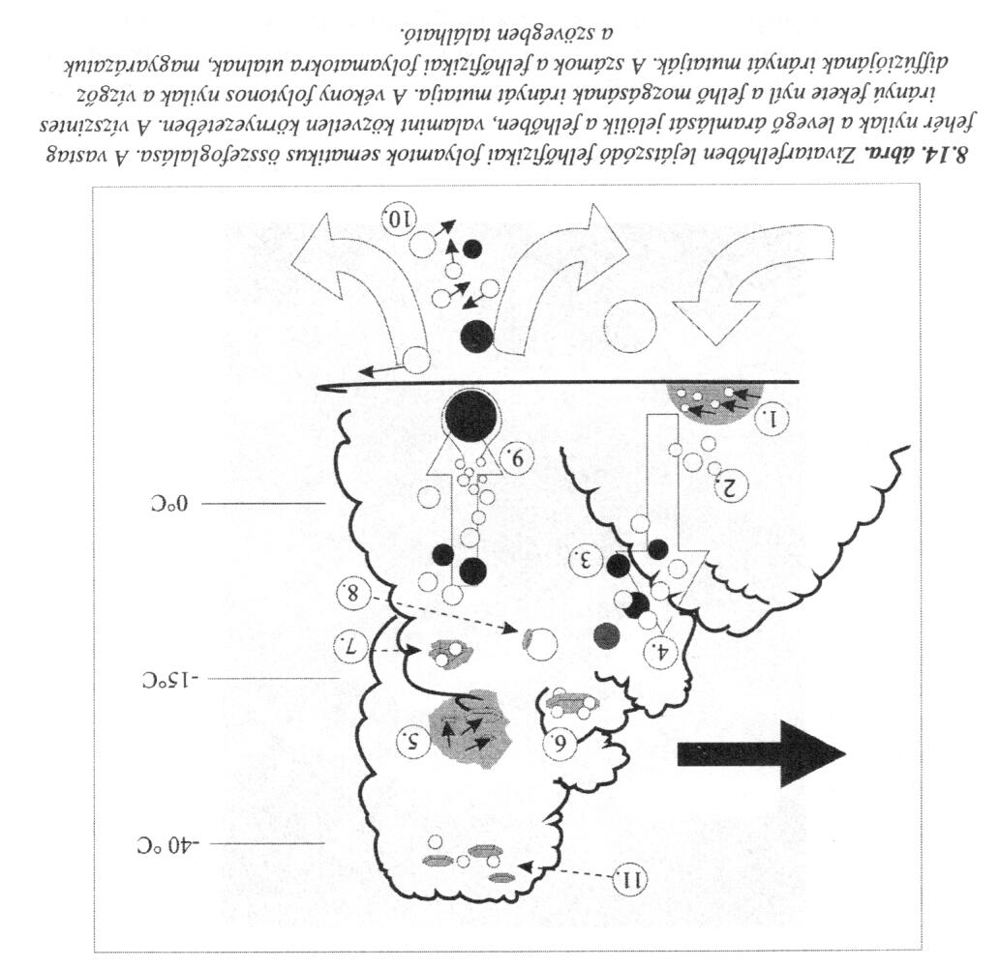 11.
-40 °C
6.
5.
-15°C
4.
7.
8.
3.
0°C
2.
9.
1.
10.
8.14. ábra. Zivatarfelhőben lejátszódó felhőfizikai folyamtok sematikus összefoglalása. A vastag
fehér nyilak a levegő áramlását jelölik a felhőben, valamint közvetlen környezetében. A vízszintes
irányú fekete nyíl a felhő mozgásának irányát mutatja. A vékony folytonos nyilak a vízgőz
diffúziójának irányát mutatják. A számok a felhőfizikai folyamatokra utalnak, magyarázatuk
a szövegben található.